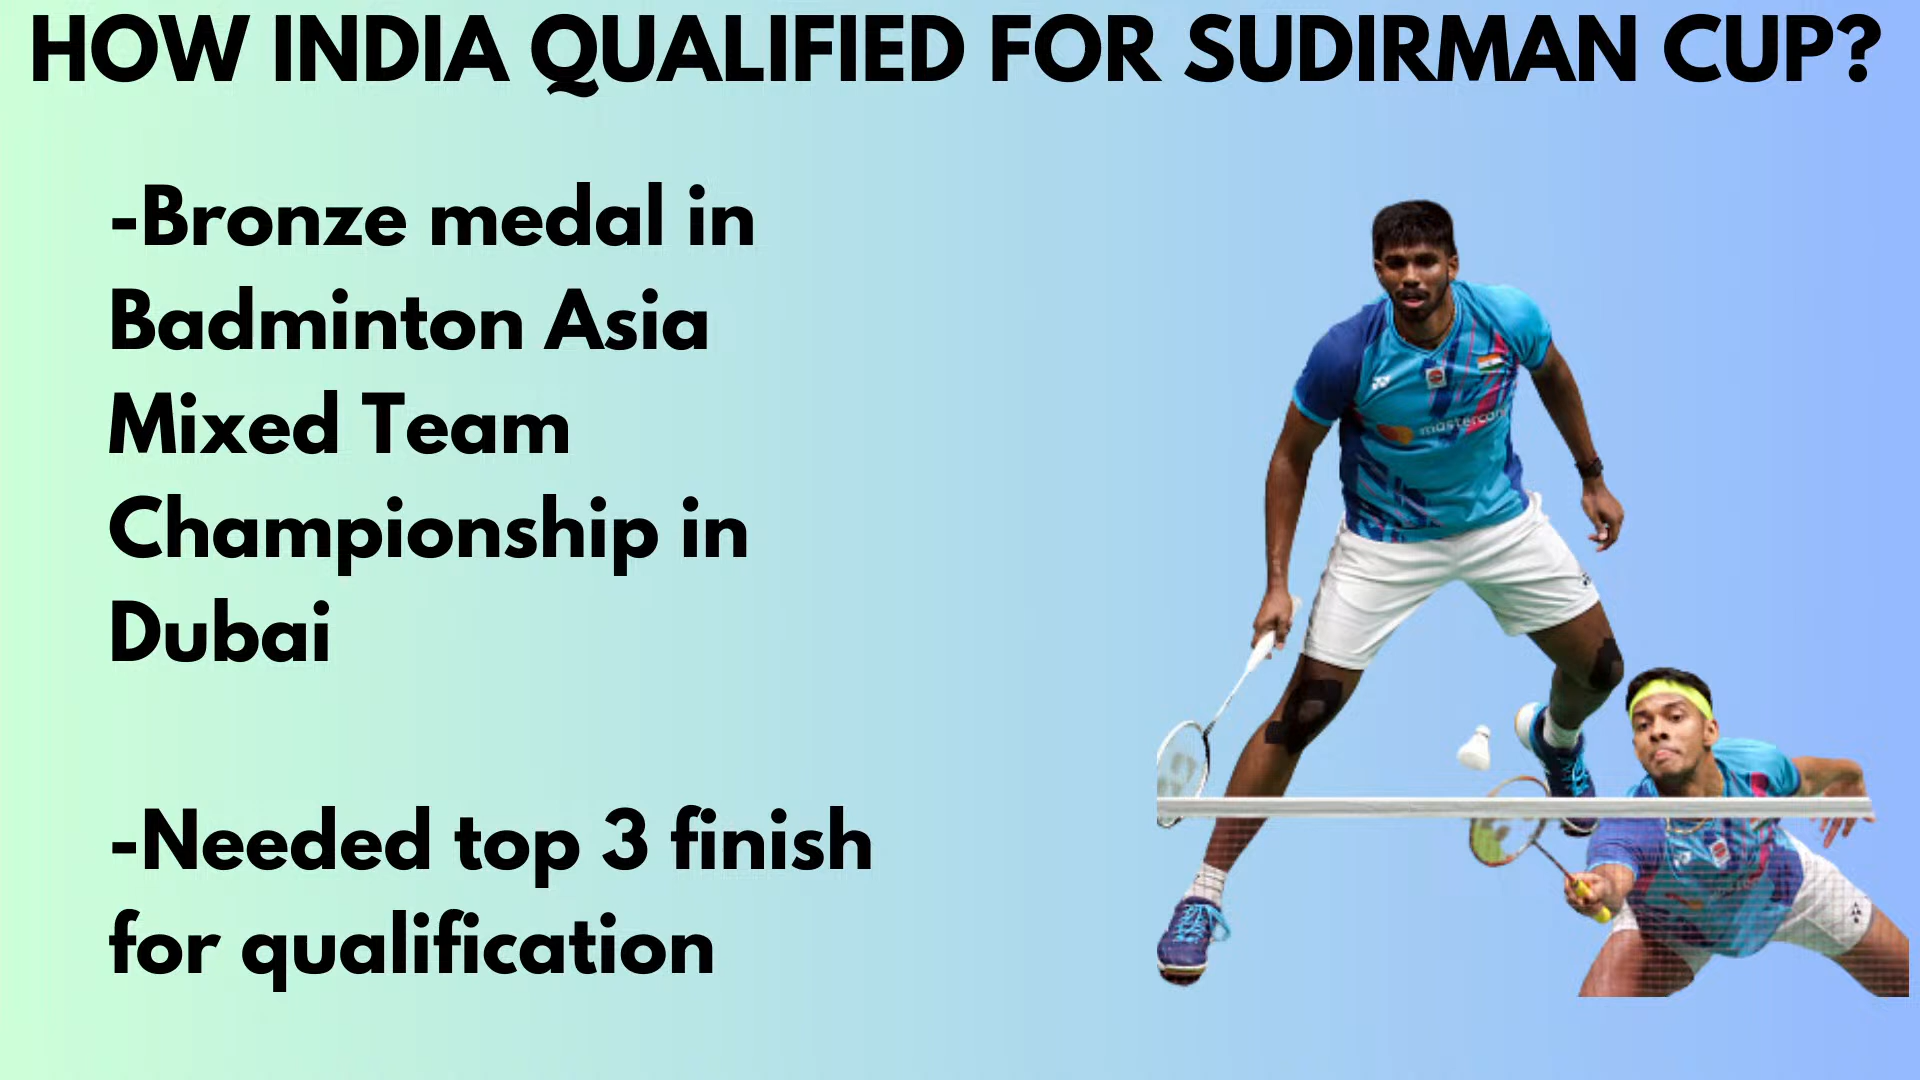 HOW INDIA QUALIFIED FOR SUDIRMAN CUP?
-Bronze medal in
Badminton Asia
Mixed Team
Championship in
Dubai
-Needed top 3 finish
for qualification
mastercard